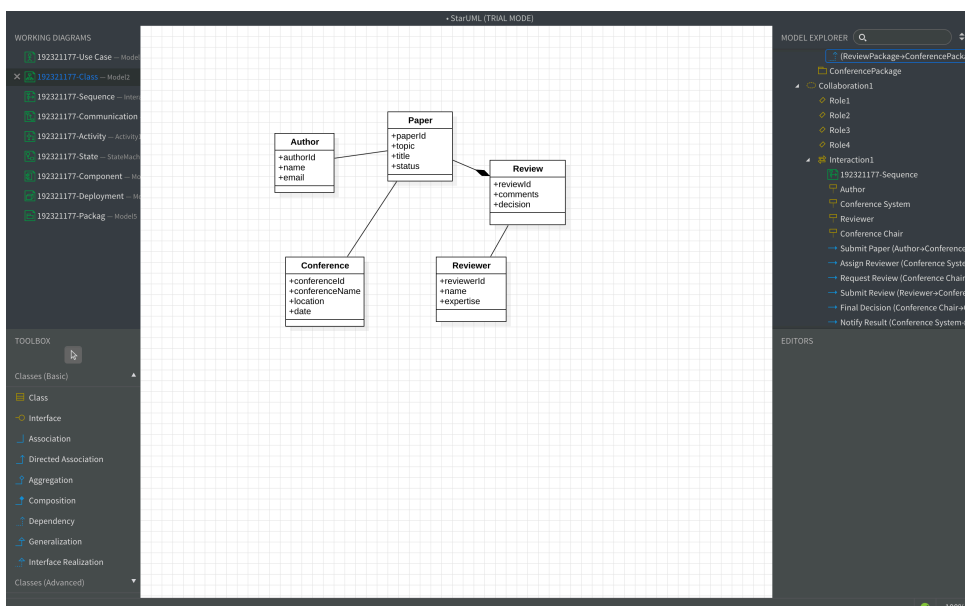 • StarUML (TRIAL MODE)
WORKING DIAGRAMS
192321177-Use Case — Model
192321177-Class — Model2
192321177-Sequence — Inter
192321177-Communication
192321177-Activity — Activity
192321177-State — StateMach
192321177-Component — Mo
192321177-Deployment — Mo
192321177-Packag — Model5
TOOLBOX
Classes (Basic)
Class
Interface
Association
Directed Association
Aggregation
Composition
Dependency
Generalization
Interface Realization
Classes (Advanced)
Author
+authorId
+name
+email
Paper
+paperId
+topic
+title
+status
Review
+reviewId
+comments
+decision
Conference
+conferenceId
+conferenceName
+location
+date
Reviewer
+reviewerId
+name
+expertise
MODEL EXPLORER
(ReviewPackage→ConferencePacka
ConferencePackage
Collaboration1
Role1
Role2
Role3
Role4
Interaction1
192321177-Sequence
Author
Conference System
Reviewer
Conference Chair
Submit Paper (Author→Conference
Assign Reviewer (Conference Syste
Request Review (Conference Chair
Submit Review (Reviewer→Confere
Final Decision (Conference Chair→
Notify Result (Conference System→
EDITORS